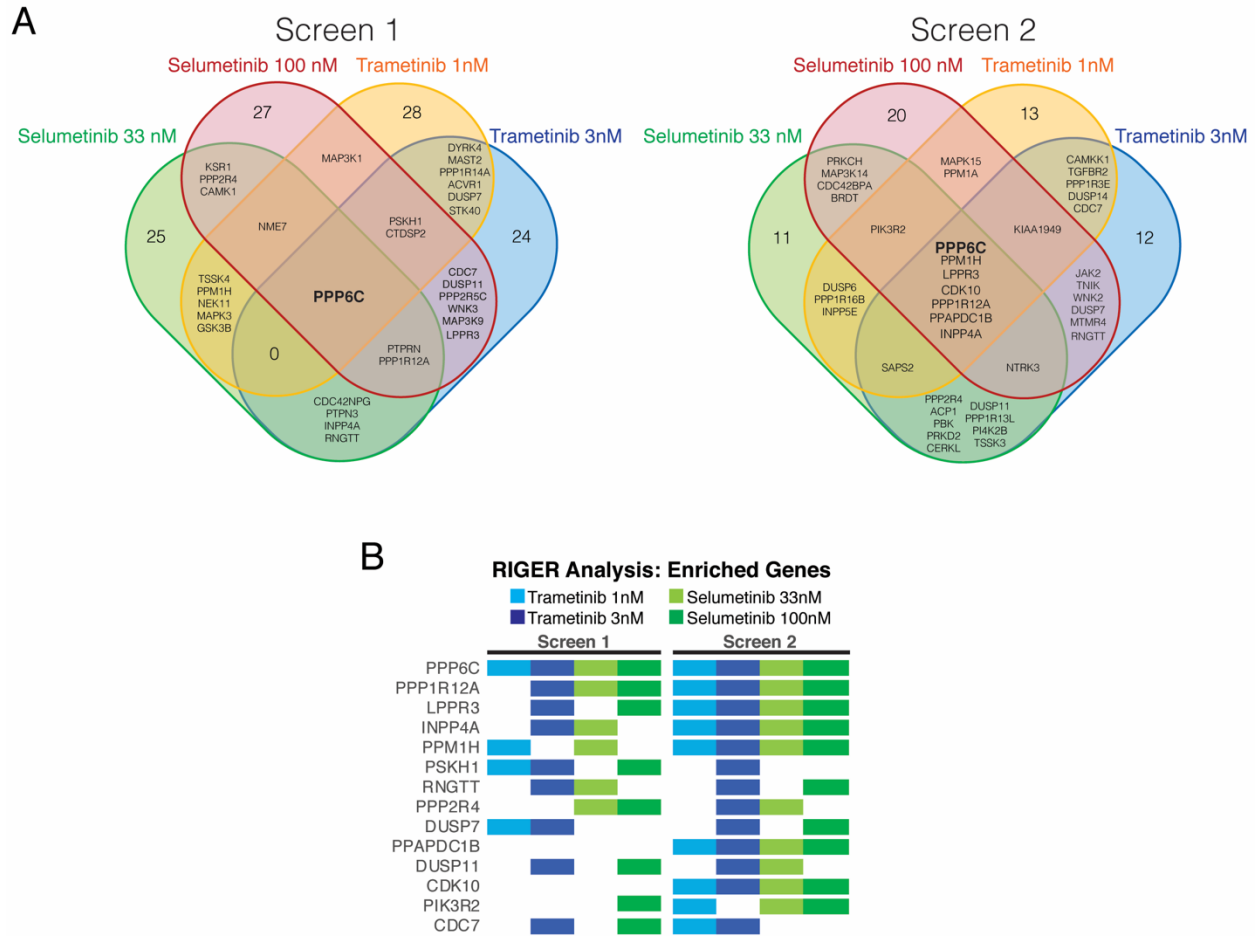 A
Screen 1
Selumetinib 100 nM
Trametinib 1nM
Selumetinib 33 nM
Trametinib 3nM
27
28
25
24
KSR1
PPP2R4
CAMK1
MAP3K1
DYRK4
MAST2
PPP1R14A
ACVR1
DUSP7
STK40
NME7
PSKH1
CTDSP2
TSSK4
PPM1H
NEK11
MAPK3
GSK3B
PPP6C
CDC7
DUSP11
PPP2R5C
WNK3
MAP3K9
LPPR3
0
PTPRN
PPP1R12A
CDC42NPG
PTPN3
INPP4A
RNGTT
Screen 2
Selumetinib 100 nM
Trametinib 1nM
Selumetinib 33 nM
Trametinib 3nM
20
13
11
12
PRKCH
MAP3K14
CDC42BPA
BRDT
MAPK15
PPM1A
CAMKK1
TGFBR2
PPP1R3E
DUSP14
CDC7
PIK3R2
KIAA1949
PPP6C
PPM1H
LPPR3
CDK10
PPP1R12A
PPAPDC1B
INPP4A
DUSP6
PPP1R16B
INPP5E
JAK2
TNIK
WNK2
DUSP7
MTMR4
RNGTT
SAPS2
NTRK3
PPP2R4
ACP1
PBK
PRKD2
CERKL
DUSP11
PPP1R13L
PI4K2B
TSSK3
B
RIGER Analysis: Enriched Genes
Trametinib 1nM
Selumetinib 33nM
Trametinib 3nM
Selumetinib 100nM
Screen 1
Screen 2
PPP6C
PPP1R12A
LPPR3
INPP4A
PPM1H
PSKH1
RNGTT
PPP2R4
DUSP7
PPAPDC1B
DUSP11
CDK10
PIK3R2
CDC7